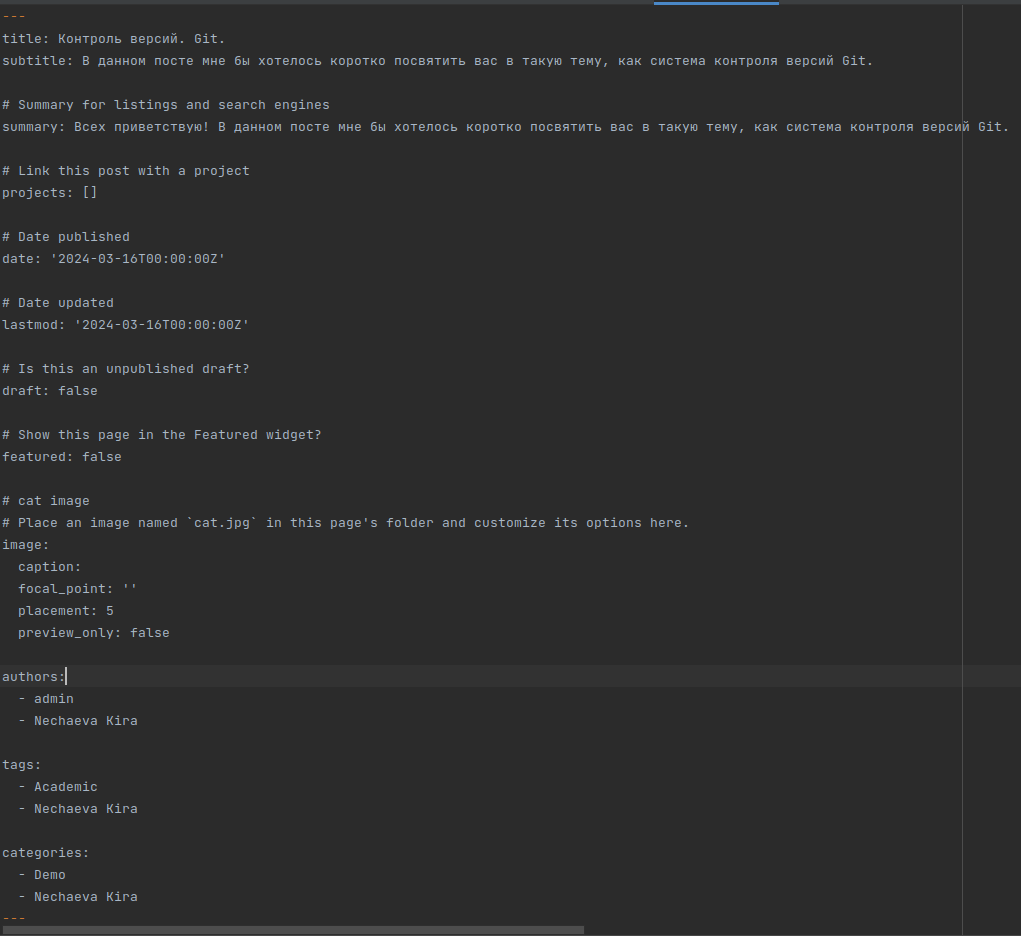 ---
title: Контроль версий. Git.
subtitle: В данном посте мне бы хотелось коротко посвятить вас в такую тему, как система контроля версий Git.
# Summary for listings and search engines
summary: Всех приветствую! В данном посте мне бы хотелось коротко посвятить вас в такую тему, как система контроля версий Git.
# Link this post with a project
projects: []
# Date published
date: '2024-03-16T00:00:00Z'
# Date updated
lastmod: '2024-03-16T00:00:00Z'
# Is this an unpublished draft?
draft: false
# Show this page in the Featured widget?
featured: false
# cat image
# Place an image named `cat.jpg` in this page's folder and customize its options here.
image:
  caption:
  focal_point: ''
  placement: 5
  preview_only: false
authors:
  - admin
  - Nechaeva Kira
tags:
  - Academic
  - Nechaeva Kira
categories:
  - Demo
  - Nechaeva Kira
---